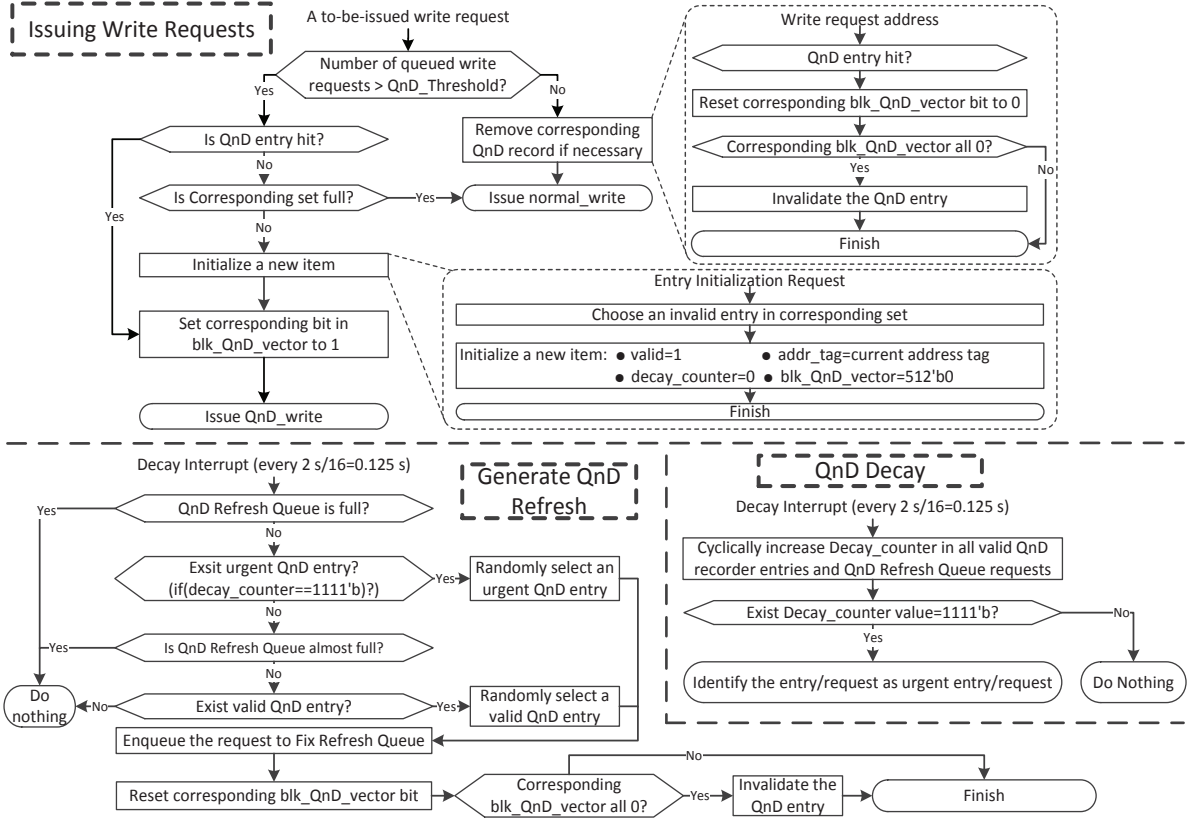 Issuing Write Requests
A to-be-issued write request
Number of queued write
requests > QnD_Threshold?
Yes
No
Is QnD entry hit?
No
Is Corresponding set full?
Yes
Yes
No
Initialize a new item
Set corresponding bit in
blk_QnD_vector to 1
Issue QnD_write
Remove corresponding
QnD record if necessary
Issue normal_write
Write request address
QnD entry hit?
Reset corresponding blk_QnD_vector bit to 0
Corresponding blk_QnD_vector all 0?
Yes
No
Invalidate the QnD entry
Finish
Entry Initialization Request
Choose an invalid entry in corresponding set
Initialize a new item: ● valid=1 ● addr_tag=current address tag
● decay_counter=0 ● blk_QnD_vector=512'b0
Finish
Decay Interrupt (every 2 s/16=0.125 s)
Generate QnD
Refresh
QnD Refresh Queue is full?
Yes
No
Exsit urgent QnD entry?
(if(decay_counter==1111'b)?)
Yes
Randomly select an
urgent QnD entry
No
Is QnD Refresh Queue almost full?
Yes
No
Do
nothing
No
Exist valid QnD entry?
Yes
Randomly select a
valid QnD entry
Enqueue the request to Fix Refresh Queue
Reset corresponding blk_QnD_vector bit
Corresponding
blk_QnD_vector all 0?
No
Yes
Invalidate the
QnD entry
Finish
QnD Decay
Decay Interrupt (every 2 s/16=0.125 s)
Cyclically increase Decay_counter in all valid QnD
recorder entries and QnD Refresh Queue requests
Exist Decay_counter value=1111'b?
No
Yes
Identify the entry/request as urgent entry/request
Do Nothing